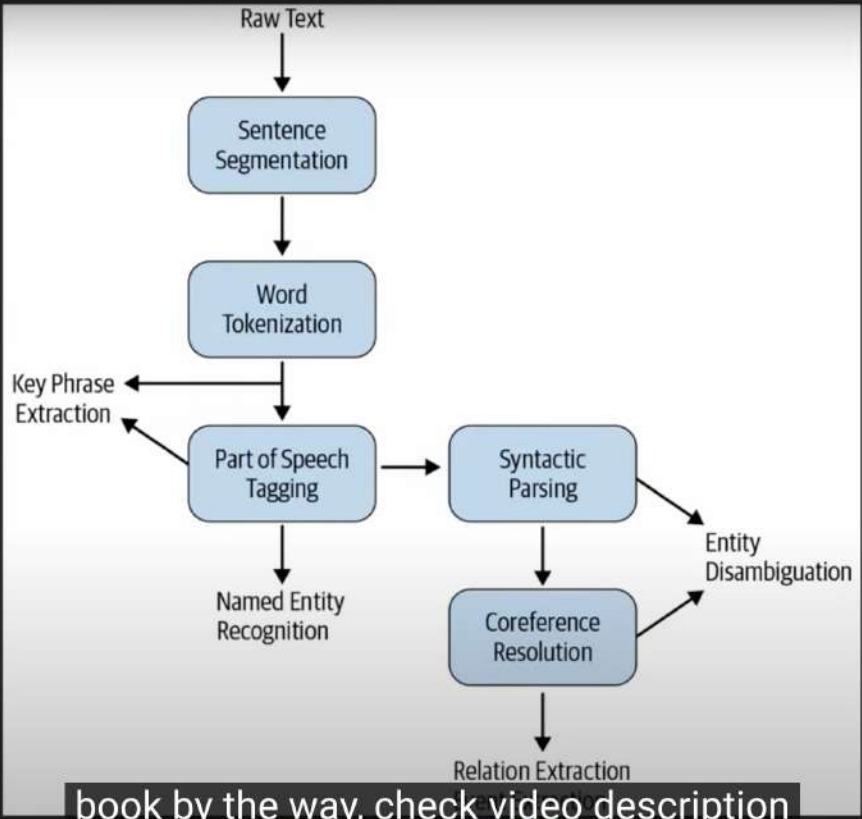 Raw Text
Sentence
Segmentation
Word
Tokenization
Key Phrase
Extraction
Part of Speech
Tagging
Syntactic
Parsing
Entity
Disambiguation
Named Entity
Recognition
Coreference
Resolution
Relation Extraction
book by the way, check video description